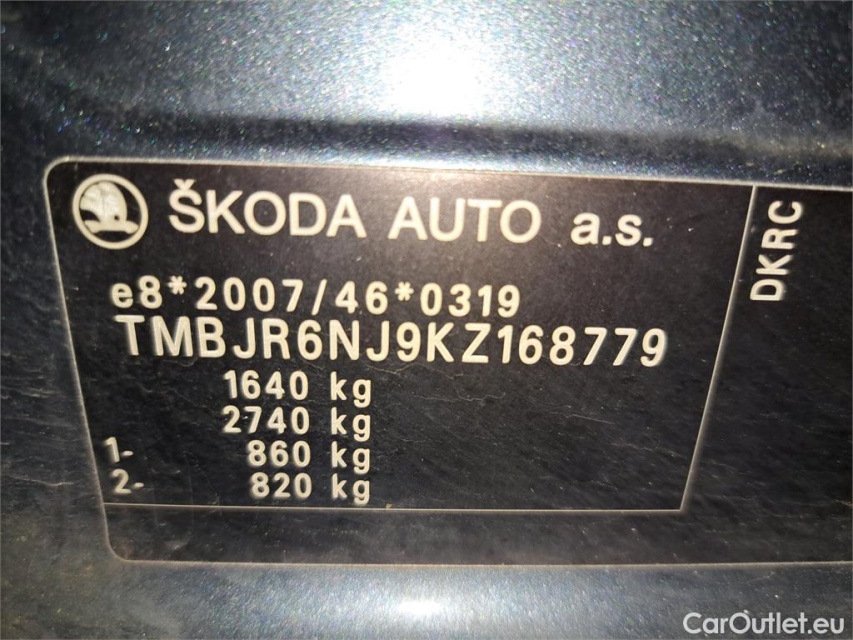 ŠKODA AUTO a.s.
DKRC
e8*2007/46*0319
TMBJR6NJ9KZ168779
1640 kg
2740 kg
1- 860 kg
2- 820 kg
CarOutlet.eu